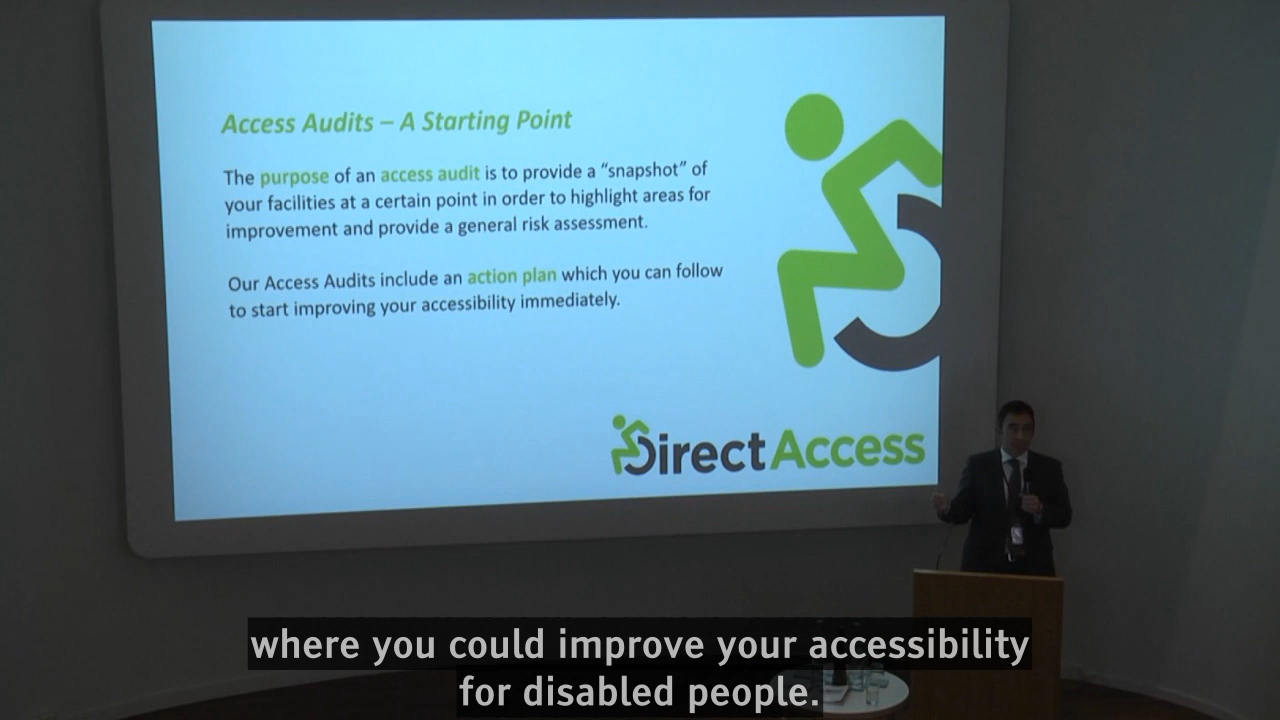 Access Audits – A Starting Point
The purpose of an access audit is to provide a “snapshot” of
your facilities at a certain point in order to highlight areas for
improvement and provide a general risk assessment.
Our Access Audits include an action plan which you can follow
to start improving your accessibility immediately.
DirectAccess
where you could improve your accessibility
for disabled people.